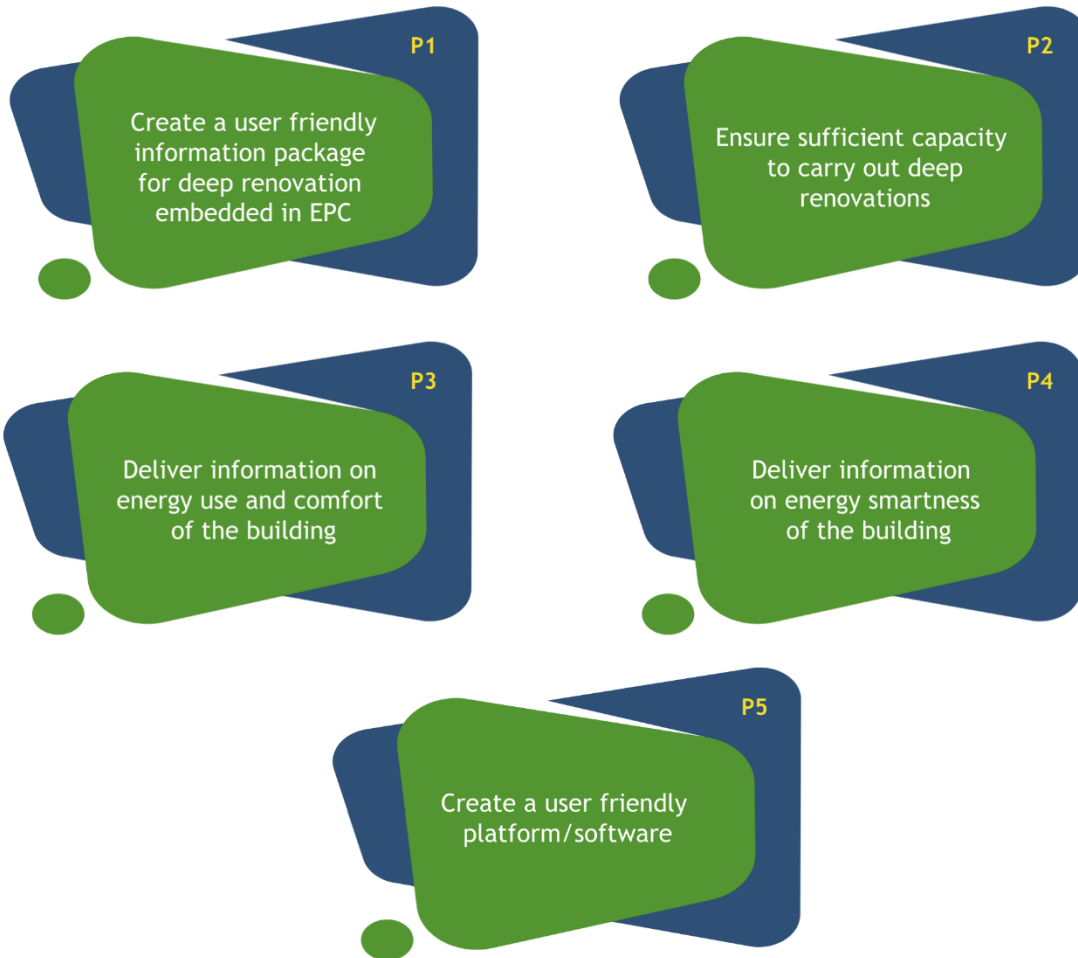 P1
Create a user friendly
information package
for deep renovation
embedded in EPC
P2
Ensure sufficient capacity
to carry out deep
renovations
P3
Deliver information on
energy use and comfort
of the building
P4
Deliver information
on energy smartness
of the building
P5
Create a user friendly
platform/software